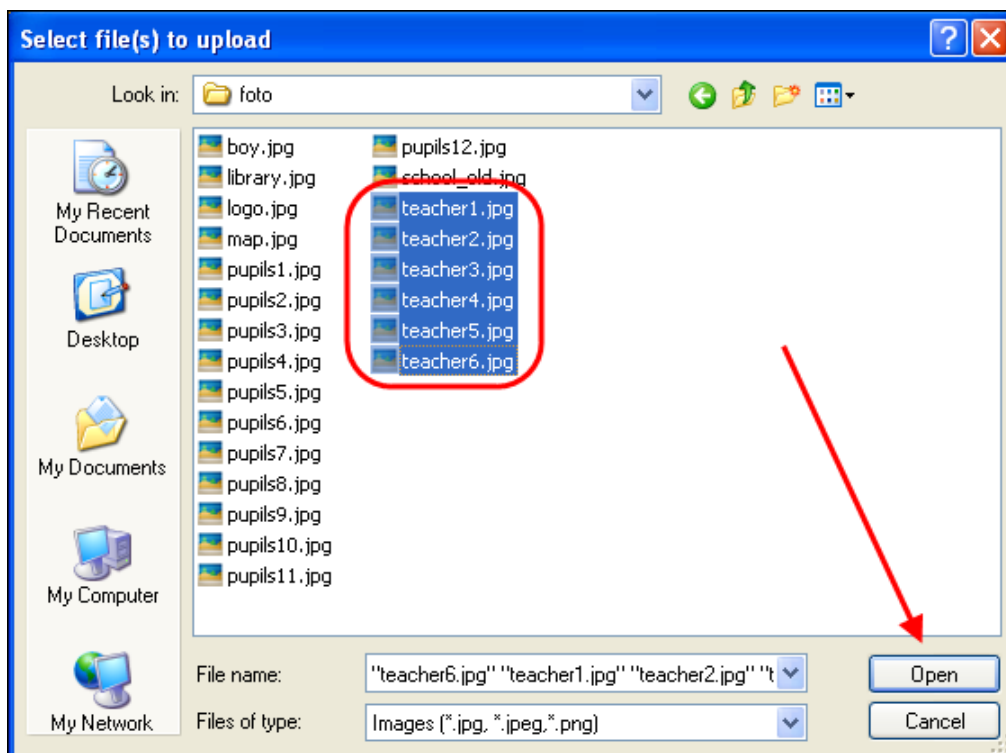 Select file(s) to upload
Look in:
foto
My Recent
Documents
Desktop
My Documents
My Computer
My Network
boy.jpg
library.jpg
logo.jpg
map.jpg
pupils1.jpg
pupils2.jpg
pupils3.jpg
pupils4.jpg
pupils5.jpg
pupils6.jpg
pupils7.jpg
pupils8.jpg
pupils9.jpg
pupils10.jpg
pupils11.jpg
pupils12.jpg
school_old.jpg
teacher1.jpg
teacher2.jpg
teacher3.jpg
teacher4.jpg
teacher5.jpg
teacher6.jpg
File name:
"teacher6.jpg" "teacher1.jpg" "teacher2.jpg" "t
Open
Files of type:
Images (*.jpg, *.jpeg,*.png)
Cancel